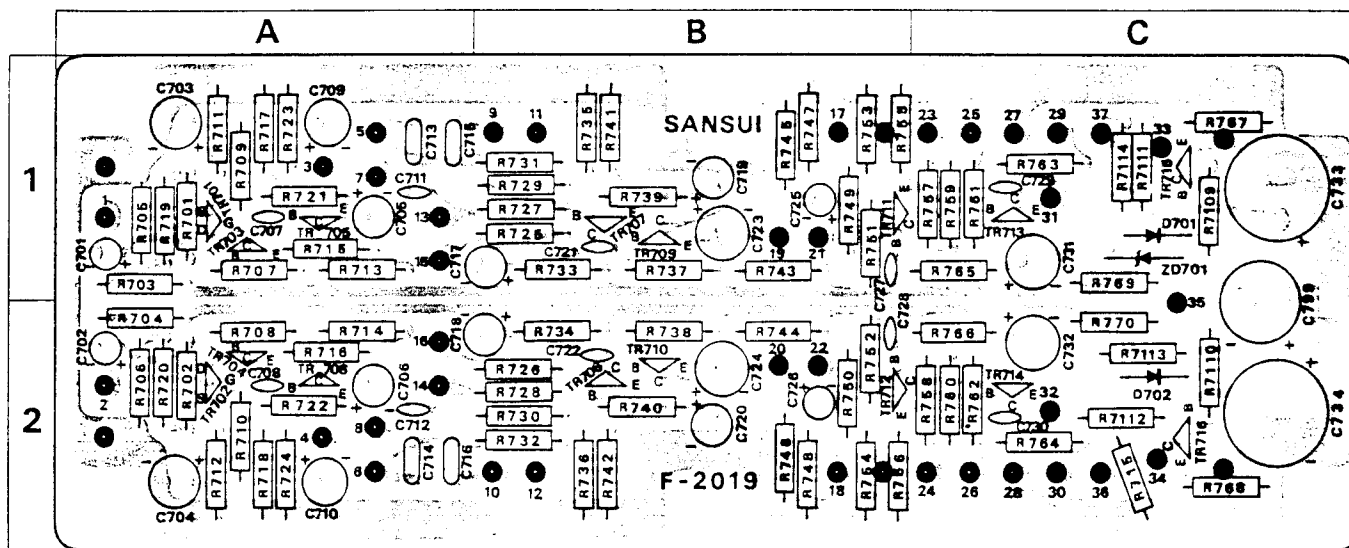 A B C
1
2
C703 R711 R717 R723 C709 5 C713 C715 9 11 R735 R741 SANSUI R745 R747 17 R753 R755 23 25 27 29 37 R7114 R7111 33 R767
R709 3 7 R731 R763 TR715 E B C733
1 R705 R719 R701 TR701 G D R721 C711 R729 R739 C719 R757 R759 R761 C729 31 R7109
C707 B C E C705 13 R727 B C E TR707 C723 C725 R749 R751 TR711 E C B B C E D701
C701 TR703 TR705 R715 15 C717 R725 C721 TR709 B C E 19 21 TR713 C731 ZD701
R703 R707 R713 R733 R737 R743 C727 R765 R769 35 C799
R704 R708 R714 16 C718 R734 R738 R744 C728 R766 R770
C702 R706 R720 R702 TR704 R716 C722 TR710 20 22 R752 C732 R7113 R7110
TR702 D G C708 B C E TR706 C706 14 R726 TR708 B C E C724 C726 R750 TR712 C E R758 R760 R762 TR714 B C E D702
2 R722 C712 R728 R740 32 C734
R710 4 8 R730 C720 C730 R7112 TR716 B C E
R732 R764
C704 R712 R718 R724 C710 6 C714 C716 10 12 R736 R742 F-2019 R748 18 R754 R756 24 26 28 30 36 34 R768